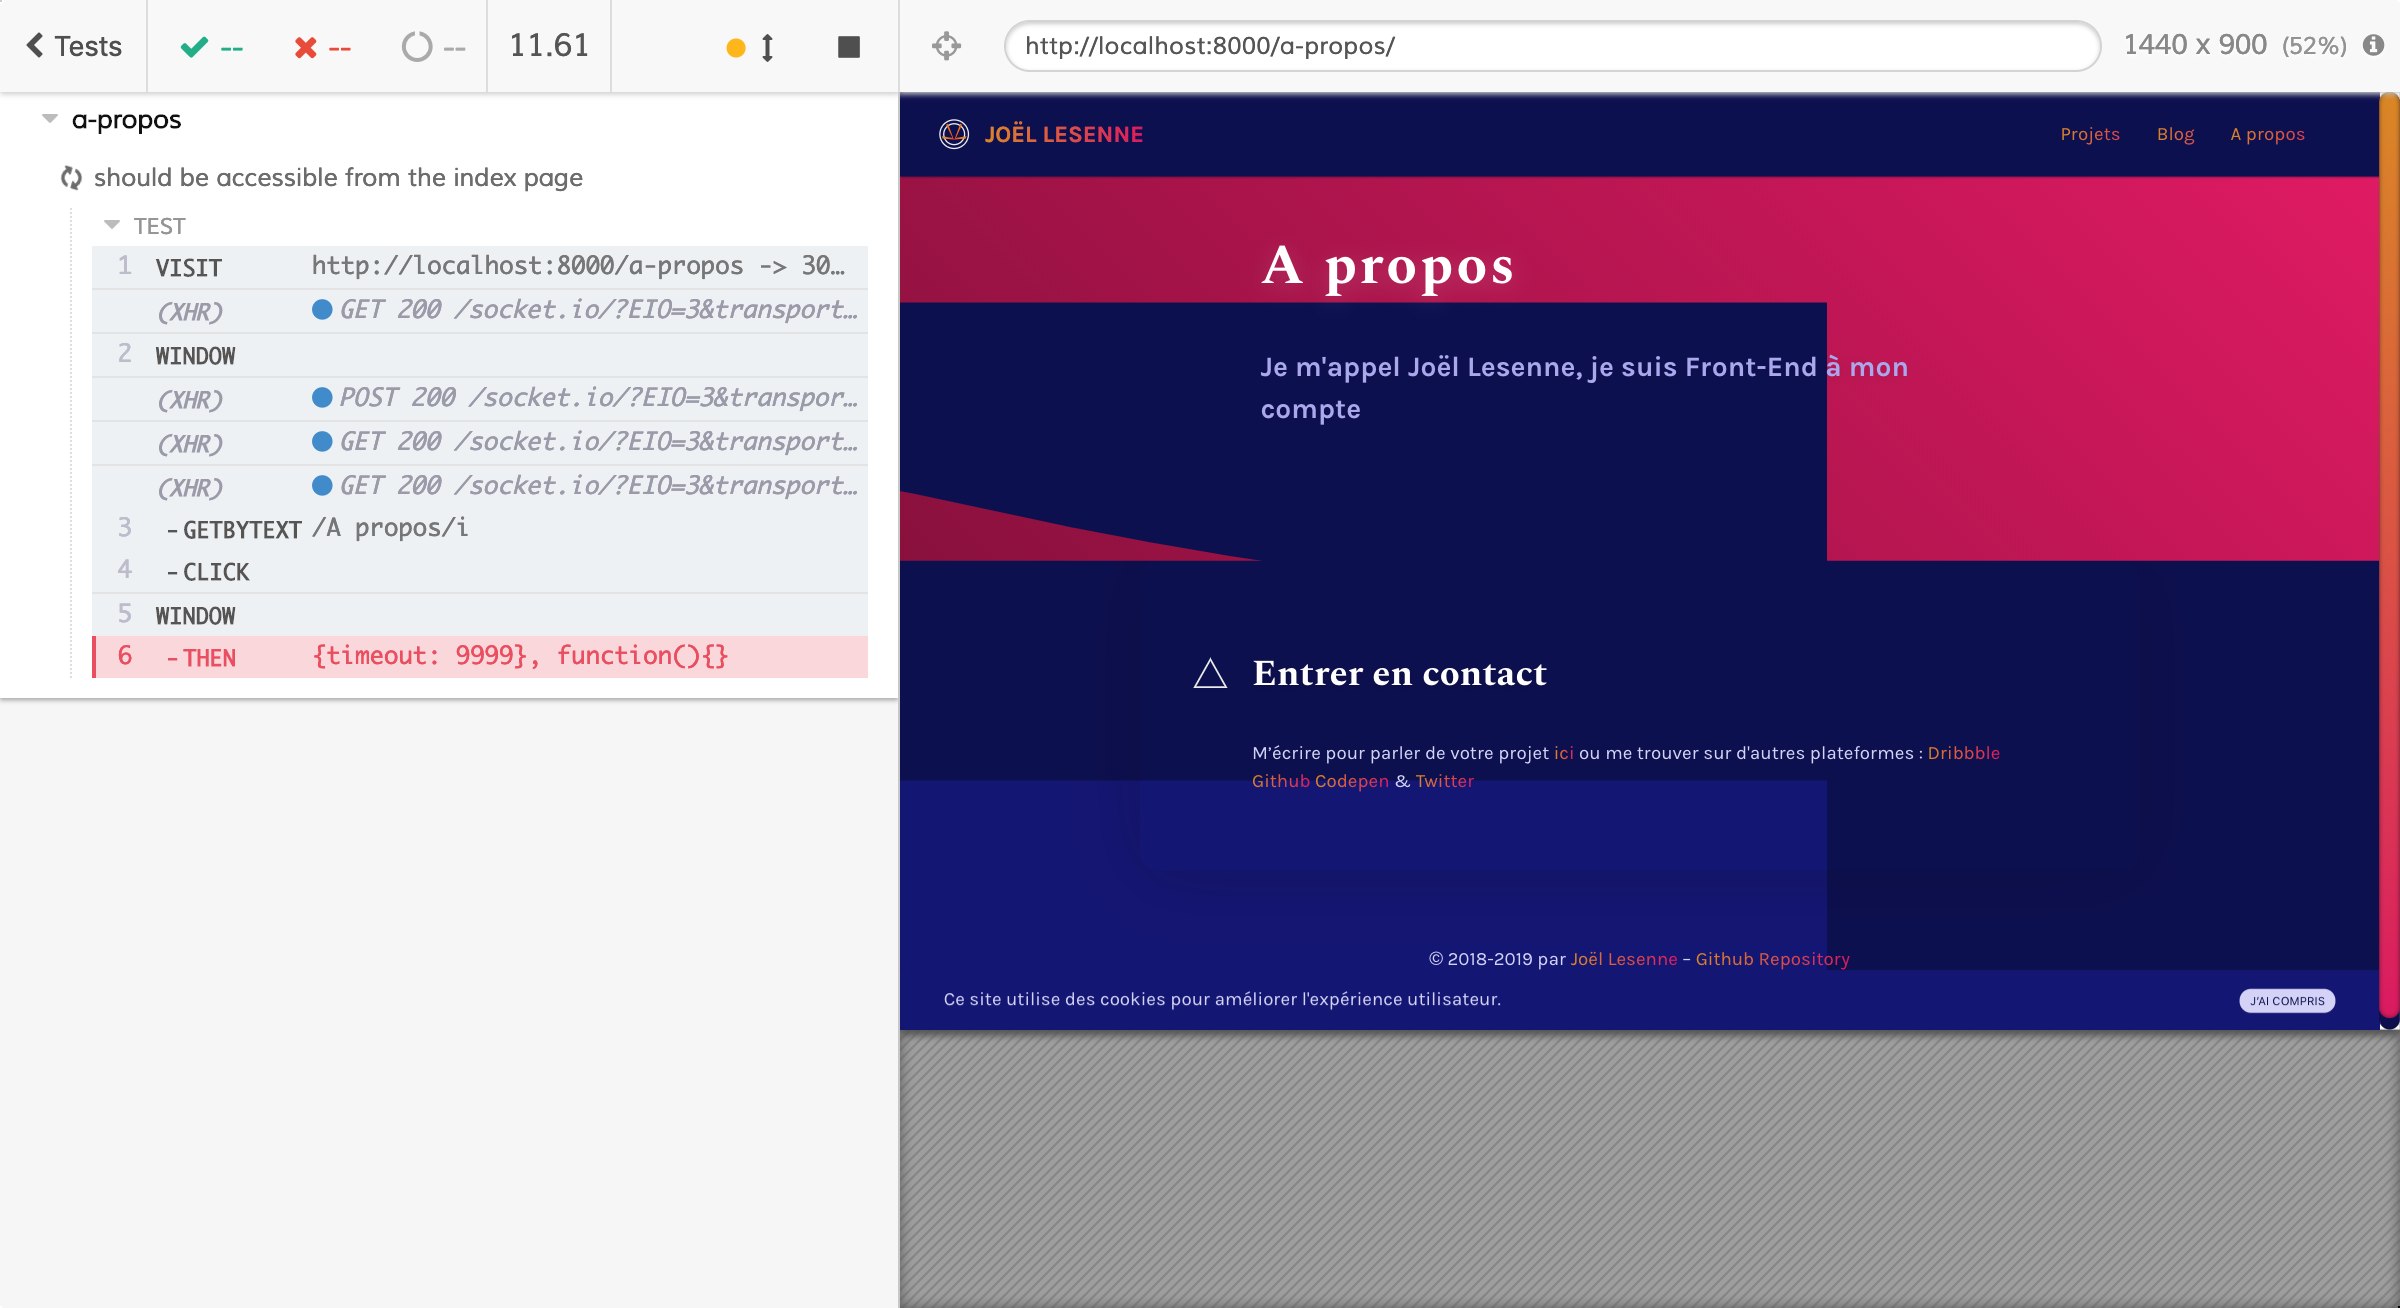 Tests
--
--
--
11.61
http://localhost:8000/a-propos/
1440 x 900 (52%)
a-propos
should be accessible from the index page
TEST
1 VISIT http://localhost:8000/a-propos -> 30…
(XHR) GET 200 /socket.io/?EIO=3&transport…
2 WINDOW
(XHR) POST 200 /socket.io/?EIO=3&transpor…
(XHR) GET 200 /socket.io/?EIO=3&transport…
(XHR) GET 200 /socket.io/?EIO=3&transport…
3 -GETBYTEXT /A propos/i
4 -CLICK
5 WINDOW
6 -THEN {timeout: 9999}, function(){}
JOËL LESENNE
Projets Blog A propos
A propos
Je m'appel Joël Lesenne, je suis Front-End à mon
compte
Entrer en contact
M’écrire pour parler de votre projet ici ou me trouver sur d'autres plateformes : Dribbble
Github Codepen & Twitter
© 2018-2019 par Joël Lesenne – Github Repository
Ce site utilise des cookies pour améliorer l'expérience utilisateur.
J'AI COMPRIS